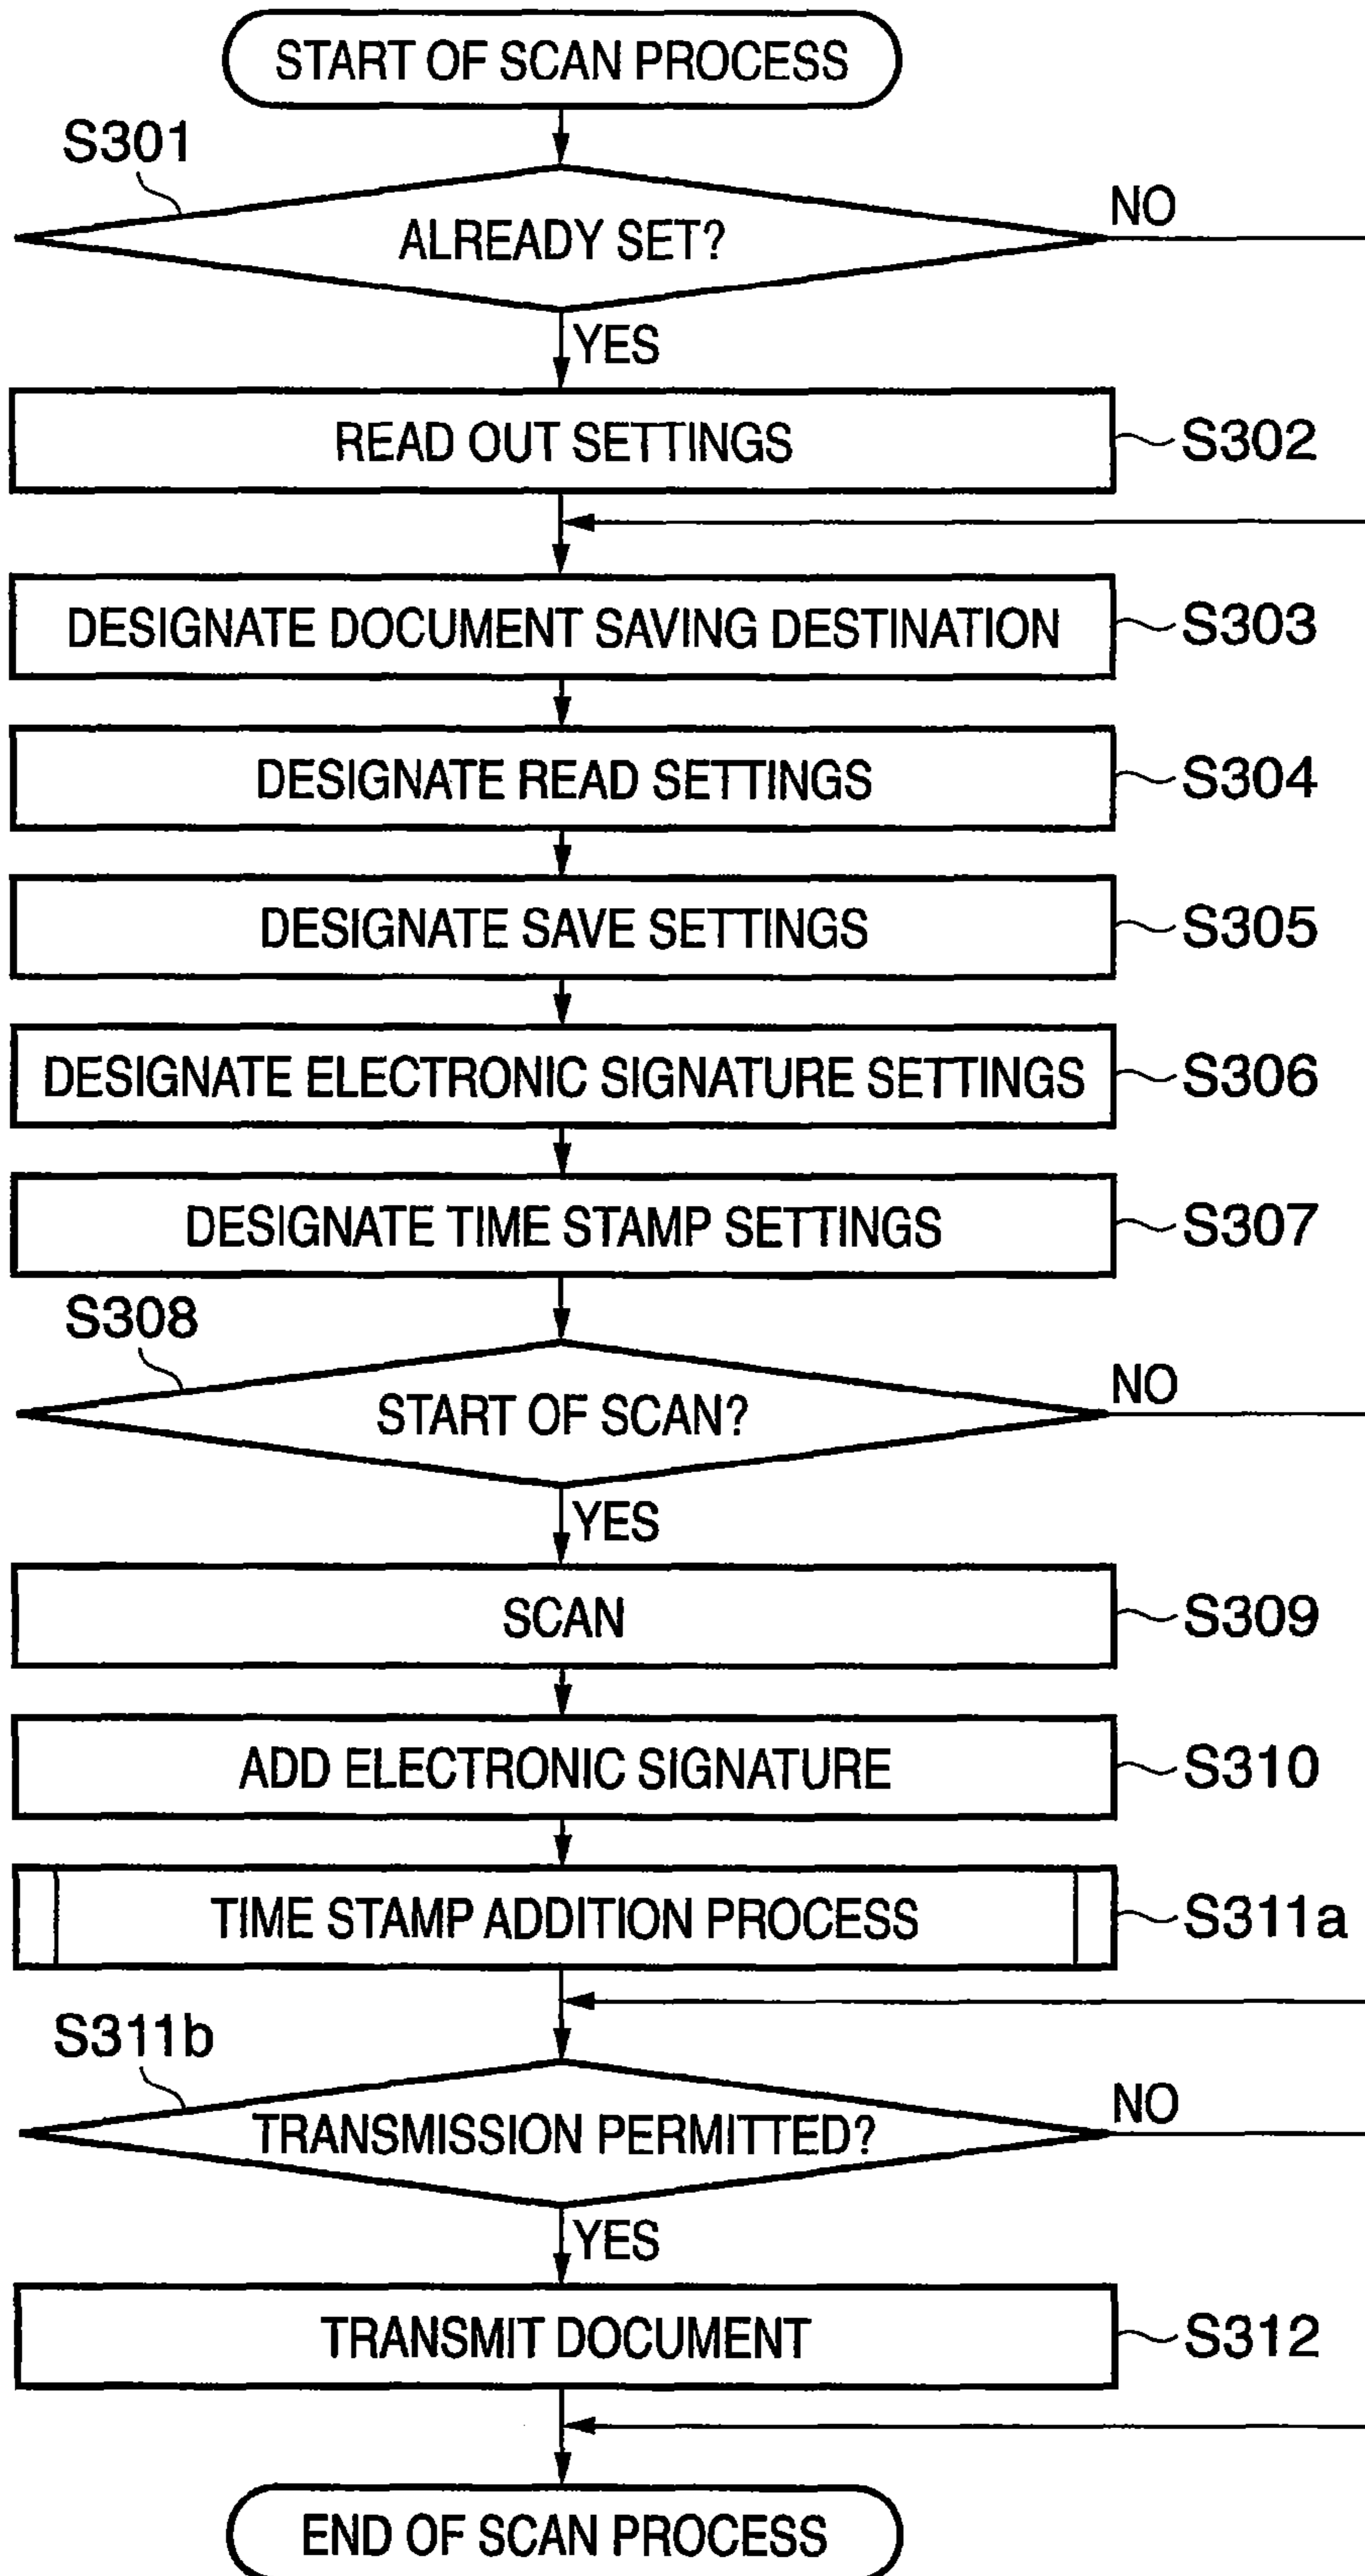 START OF SCAN PROCESS
S301
ALREADY SET?
NO
YES
READ OUT SETTINGS
S302
DESIGNATE DOCUMENT SAVING DESTINATION
S303
DESIGNATE READ SETTINGS
S304
DESIGNATE SAVE SETTINGS
S305
DESIGNATE ELECTRONIC SIGNATURE SETTINGS
S306
DESIGNATE TIME STAMP SETTINGS
S307
S308
START OF SCAN?
NO
YES
SCAN
S309
ADD ELECTRONIC SIGNATURE
S310
TIME STAMP ADDITION PROCESS
S311a
S311b
TRANSMISSION PERMITTED?
NO
YES
TRANSMIT DOCUMENT
S312
END OF SCAN PROCESS